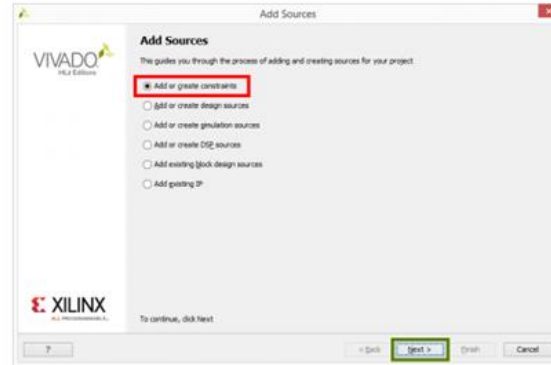 Add Sources
VIVADO
HLx Editions
Add Sources
This guides you through the process of adding and creating sources for your project
Add or create constraints
Add or create design sources
Add or create simulation sources
Add or create DSP sources
Add existing block design sources
Add existing IP
XILINX
ALL PROGRAMMABLE.
To continue, click Next
?
< Back
Next >
Finish
Cancel